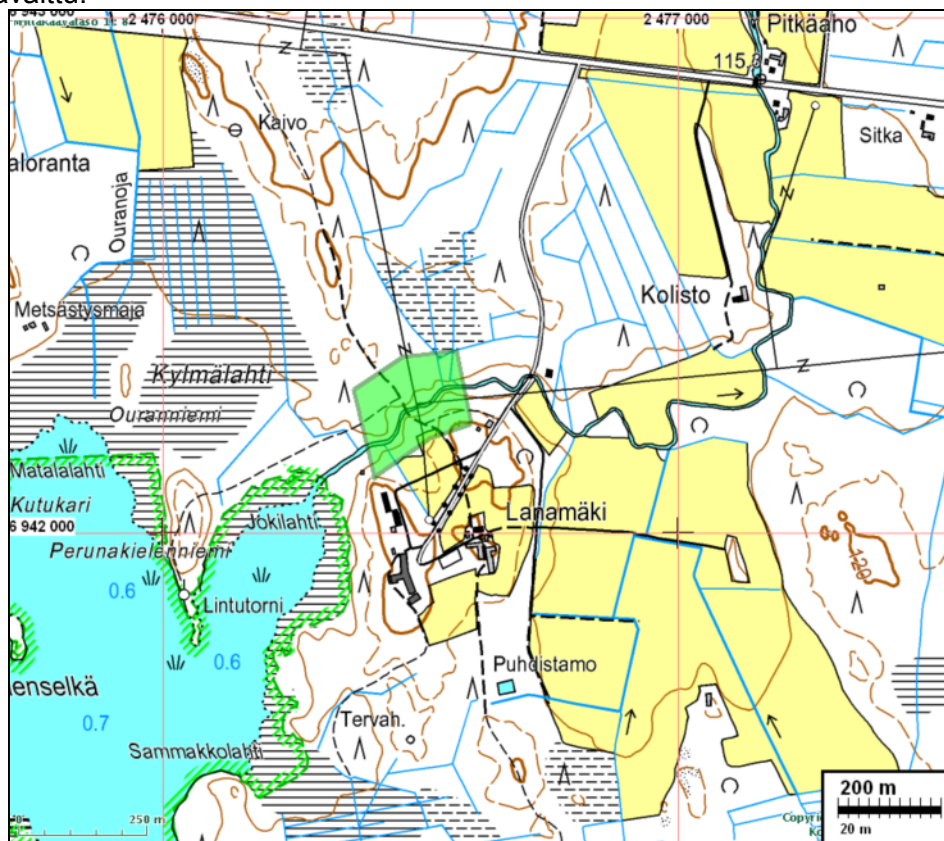 2 476 000
2 477 000
Pitkäaho
115,
Kaivo
Sitka
aloranta
Ouranoja
N
N
Kolisto
Metsästysmaja
N
N
Kylmälahti
Ouranniemi
Matalalahti
Kutukari
Lanamäki
6 942 000
Jokilahti
Perunakielenniemi
120
0.6
Lintutorni
0.6
Puhdistamo
enselkä
0.7
Tervah.
Sammakkolahti
200 m
250 m
20 m